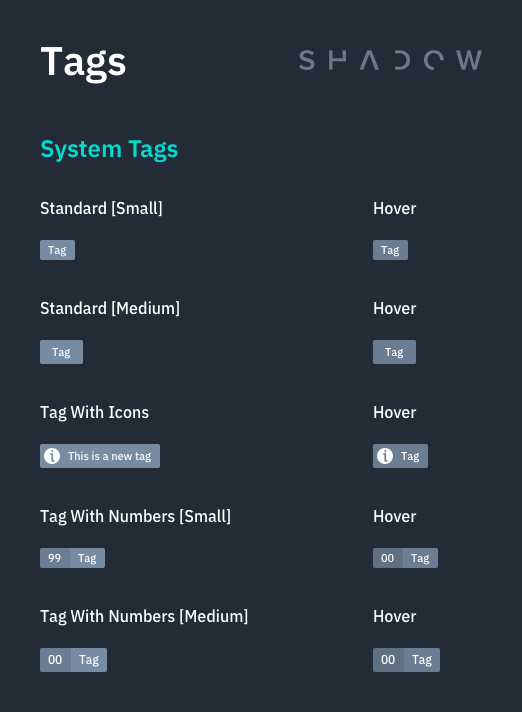 Tags
SHADOW
System Tags
Standard [Small]
Hover
Tag
Tag
Standard [Medium]
Hover
Tag
Tag
Tag With Icons
Hover
i This is a new tag
i Tag
Tag With Numbers [Small]
Hover
99 Tag
00 Tag
Tag With Numbers [Medium]
Hover
00 Tag
00 Tag